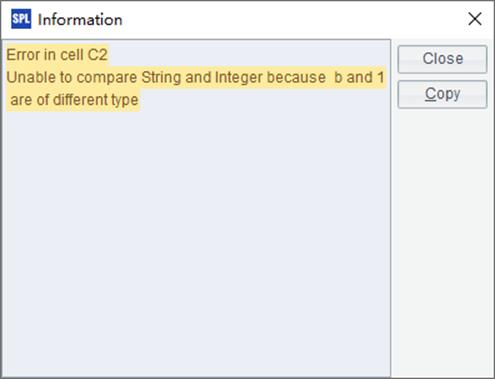 SPL Information
Error in cell C2
Unable to compare String and Integer because  b and 1
are of different type
Close
Copy